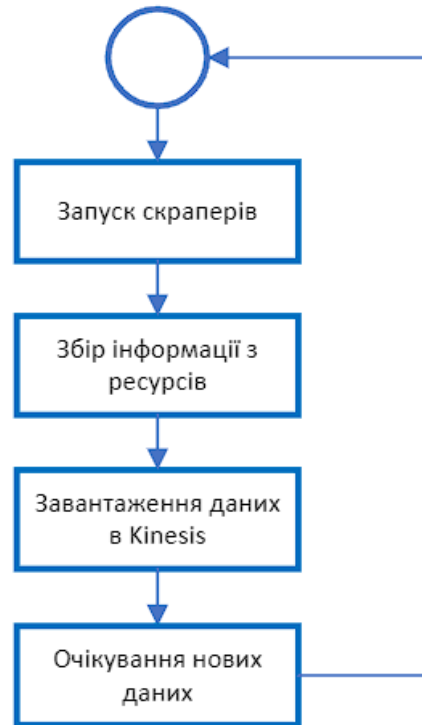 Запуск скраперів
Збір інформації з
ресурсів
Завантаження даних
в Kinesis
Очікування нових
даних